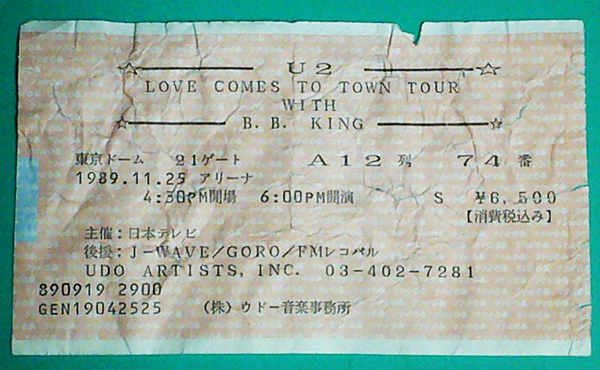 ☆ U2 ☆
LOVE COMES TO TOWN TOUR
WITH
☆ B.B. KING ☆
東京ドーム 21ゲート A12列 74番
1989.11.25 アリーナ
4:30PM開場 6:00PM開演 S ¥6,500
【消費税込み】
主催:日本テレビ
後援:J-WAVE/GORO/FMレコパル
UDO ARTISTS, INC. 03-402-7281
890919 2900
GEN19042525 (株)ウドー音楽事務所